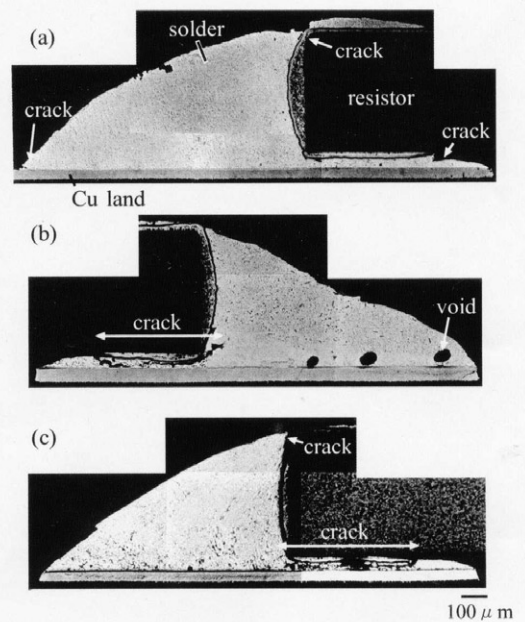 (a)
solder
crack
resistor
crack
crack
Cu land
(b)
crack
void
(c)
crack
crack
100 μ m